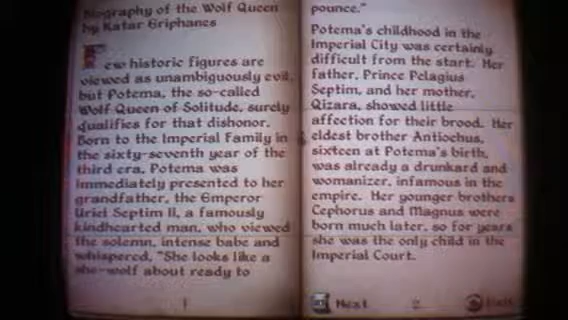 Biography of the Wolf Queen
by Katar Eriphanes
Few historic figures are
viewed as unambiguously evil,
but Potema, the so-called
Wolf Queen of Solitude, surely
qualifies for that dishonor.
Born to the Imperial Family in
the sixty-seventh year of the
third era, Potema was
immediately presented to her
grandfather, the Emperor
Uriel Septim II, a famously
kindhearted man, who viewed
the solemn, intense babe and
whispered, "She looks like a
she-wolf about ready to
1
pounce."
Potema's childhood in the
Imperial City was certainly
difficult from the start. Her
father, Prince Pelagius
Septim, and her mother,
Qizara, showed little
affection for their brood. Her
eldest brother Antiochus,
sixteen at Potema's birth,
was already a drunkard and
womanizer, infamous in the
empire. Her younger brothers
Cephorus and Magnus were
born much later, so for years
she was the only child in the
Imperial Court.
Next
2
Exit